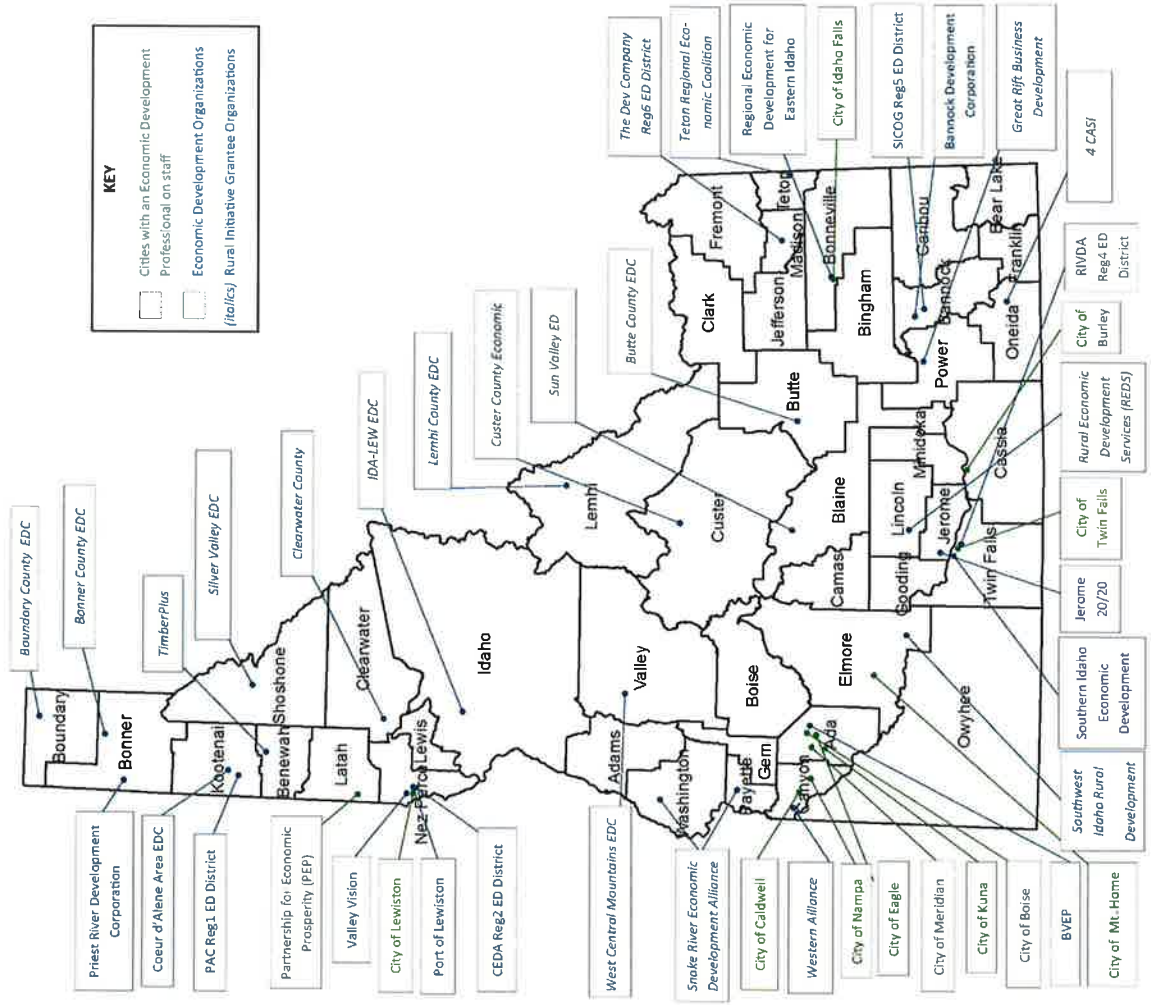 KEY
Cities with an Economic Development
Professional on staff
Economic Development Organizations
(italics) Rural Initiative Grantee Organizations
Boundary County EDC
Bonner County EDC
TimberPlus
Silver Valley EDC
Clearwater County
IDA-LEW EDC
Lemhi County EDC
Custer County Economic
Sun Valley ED
Butte County EDC
The Dev Company
Reg6 ED District
Teton Regional Eco-
nomic Coalition
Regional Economic
Development for
Eastern Idaho
City of Idaho Falls
SICOG Reg5 ED District
Bannock Development
Corporation
Great Rift Business
Development
4 CASI
RIVDA
Reg4 ED
District
City of
Burley
Rural Economic
Development
Services (REDS)
City of
Twin Falls
Jerome
20/20
Southern Idaho
Economic
Development
Southwest
Idaho Rural
Development
Priest River Development
Corporation
Coeur d'Alene Area EDC
PAC Reg1 ED District
Partnership for Economic
Prosperity (PEP)
Valley Vision
City of Lewiston
Port of Lewiston
CEDA Reg2 ED District
West Central Mountains EDC
Snake River Economic
Development Alliance
City of Caldwell
Western Alliance
City of Nampa
City of Eagle
City of Meridian
City of Kuna
City of Boise
BVEP
City of Mt. Home
Boundary
Bonner
Kootenai
Shoshone
Benewah
Latah
Clearwater
Nez Perce
Lewis
Idaho
Lemhi
Adams
Valley
Washington
Custer
Payette
Gem
Boise
Canyon
Ada
Elmore
Owyhee
Camas
Blaine
Gooding
Lincoln
Jerome
Minidoka
Twin Falls
Cassia
Butte
Clark
Fremont
Jefferson
Madison
Teton
Bonneville
Bingham
Power
Bannock
Caribou
Oneida
Franklin
Bear Lake